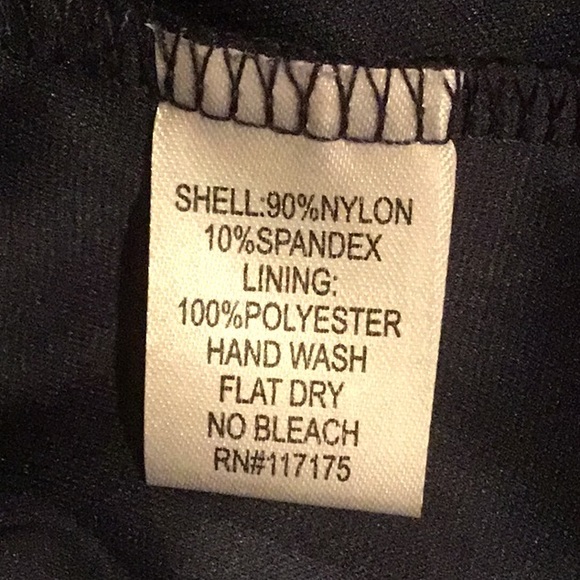 SHELL:90%NYLON
10%SPANDEX
LINING:
100%POLYESTER
HAND WASH
FLAT DRY
NO BLEACH
RN#117175